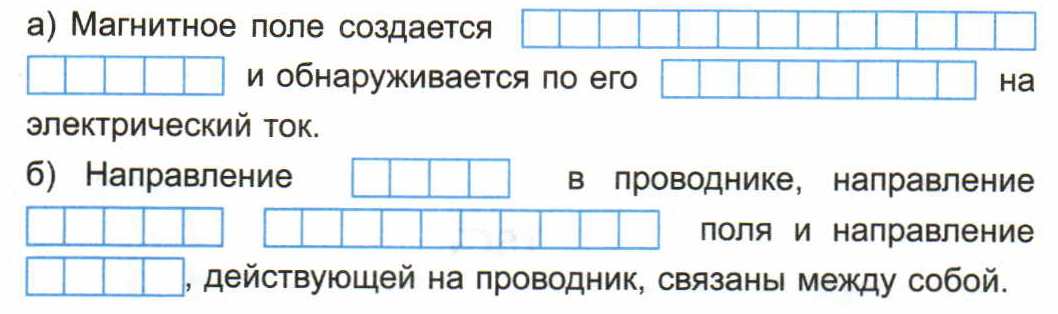 а) Магнитное поле создается
и обнаруживается по его на
электрический ток.
б) Направление в проводнике, направление
поля и направление
, действующей на проводник, связаны между собой.